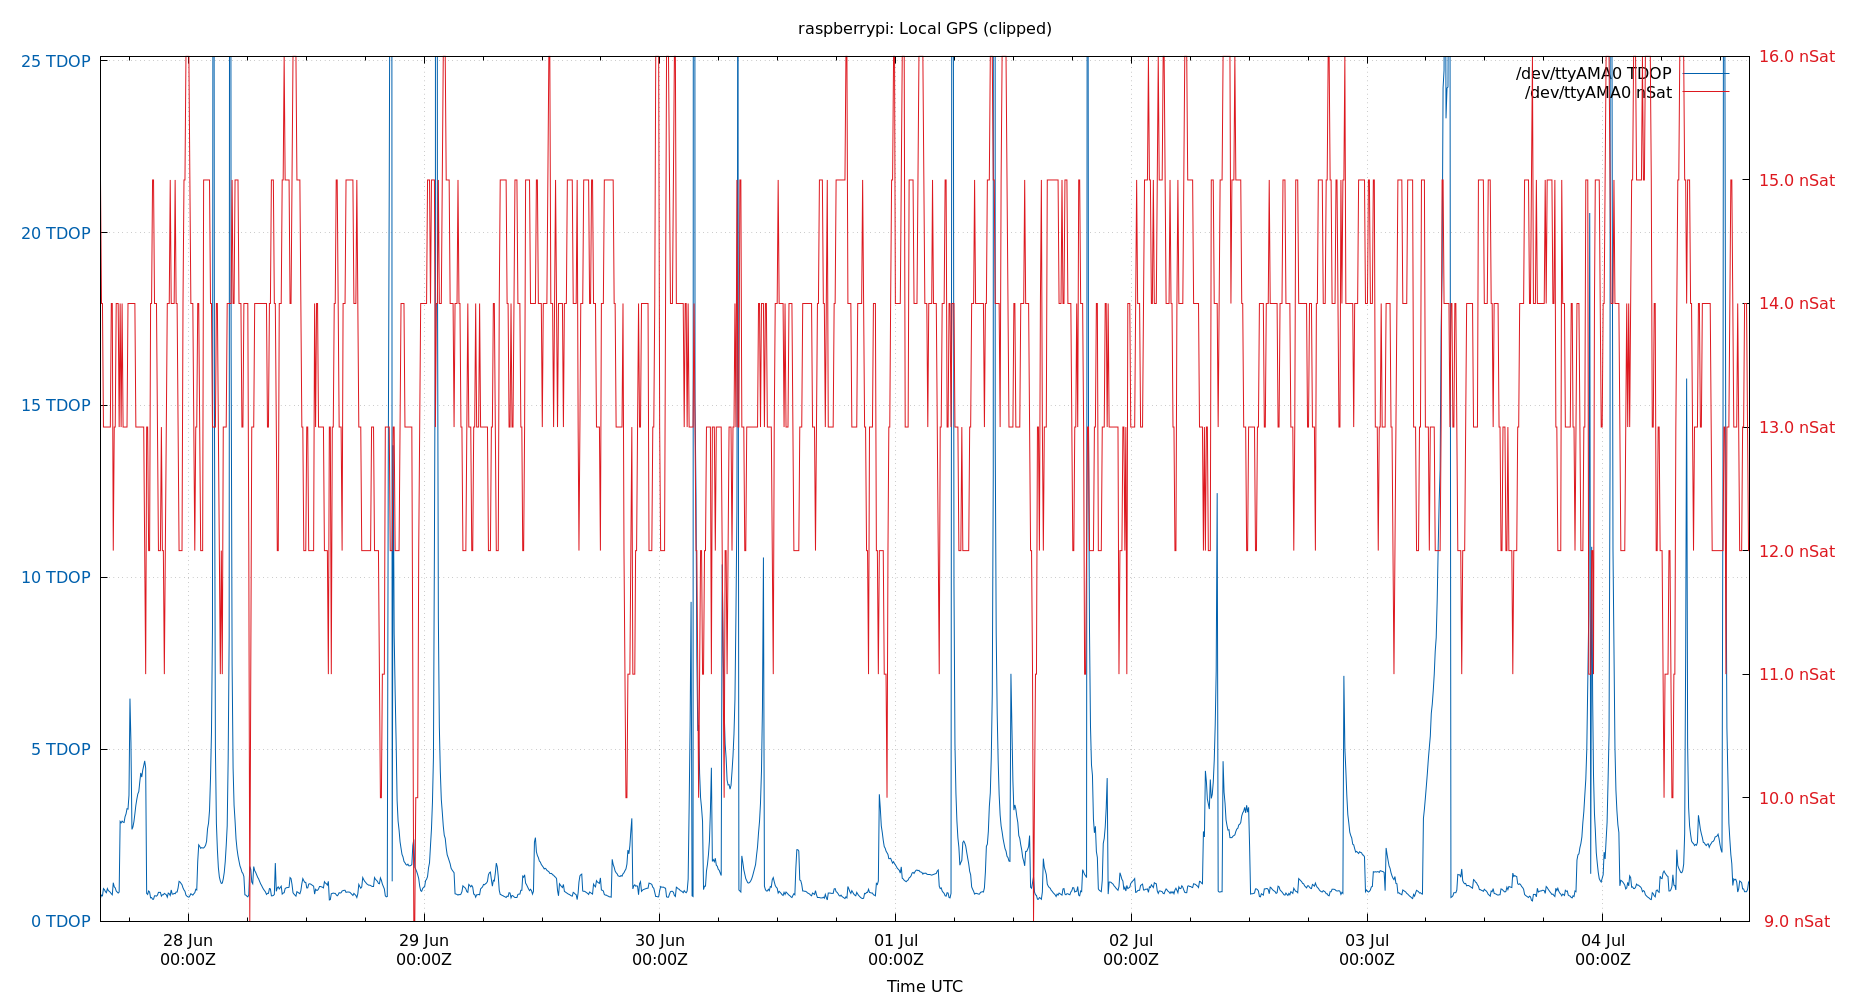 raspberrypi: Local GPS (clipped)
25 TDOP
20 TDOP
15 TDOP
10 TDOP
5 TDOP
0 TDOP
16.0 nSat
15.0 nSat
14.0 nSat
13.0 nSat
12.0 nSat
11.0 nSat
10.0 nSat
9.0 nSat
/dev/ttyAMA0 TDOP
/dev/ttyAMA0 nSat
28 Jun
00:00Z
29 Jun
00:00Z
30 Jun
00:00Z
01 Jul
00:00Z
02 Jul
00:00Z
03 Jul
00:00Z
04 Jul
00:00Z
Time UTC